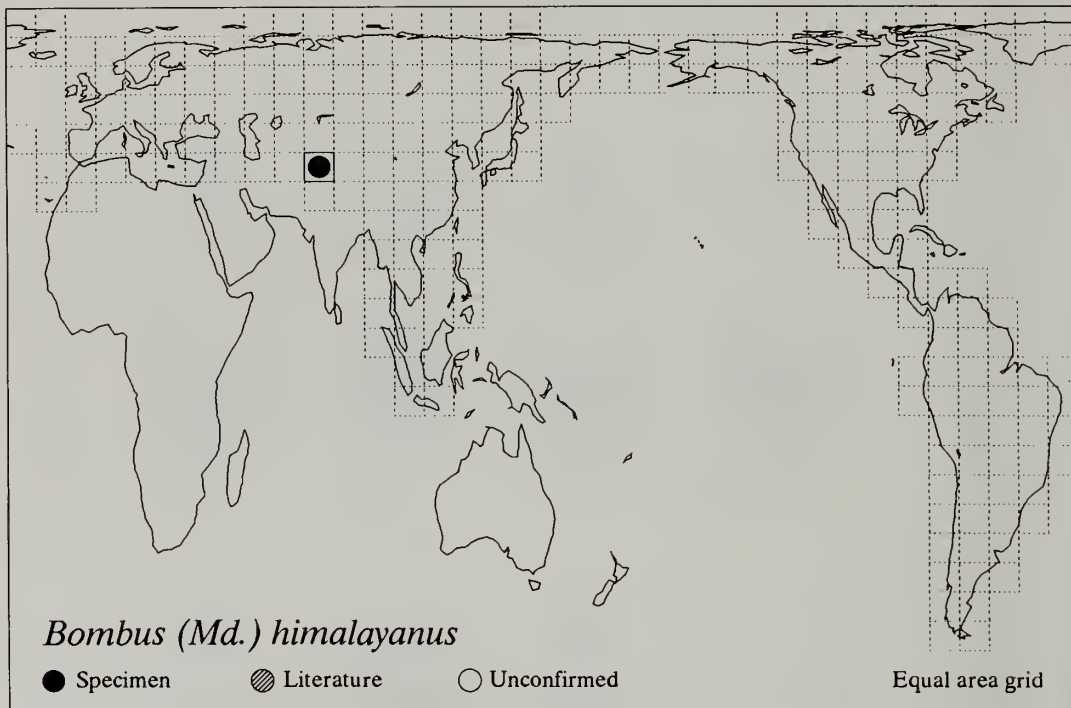 Bombus (Md.) himalayanus
Specimen Literature Unconfirmed Equal area grid